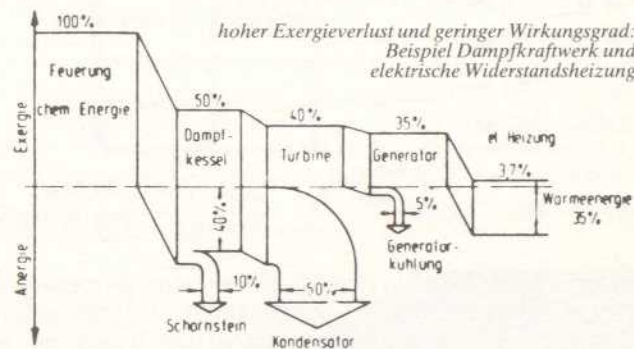 hoher Exergieverlust und geringer Wirkungsgrad:
Beispiel Dampfkraftwerk und
elektrische Widerstandsheizung
100%
Feuerung
chem Energie
50%
Dampf-
kessel
40%
Turbine
35%
Generator
el Heizung
3,7%
Wärmeenergie
35%
Exergie
Anergie
40%
10%
50%
5%
Generator-
kühlung
Schornstein
Kondensator